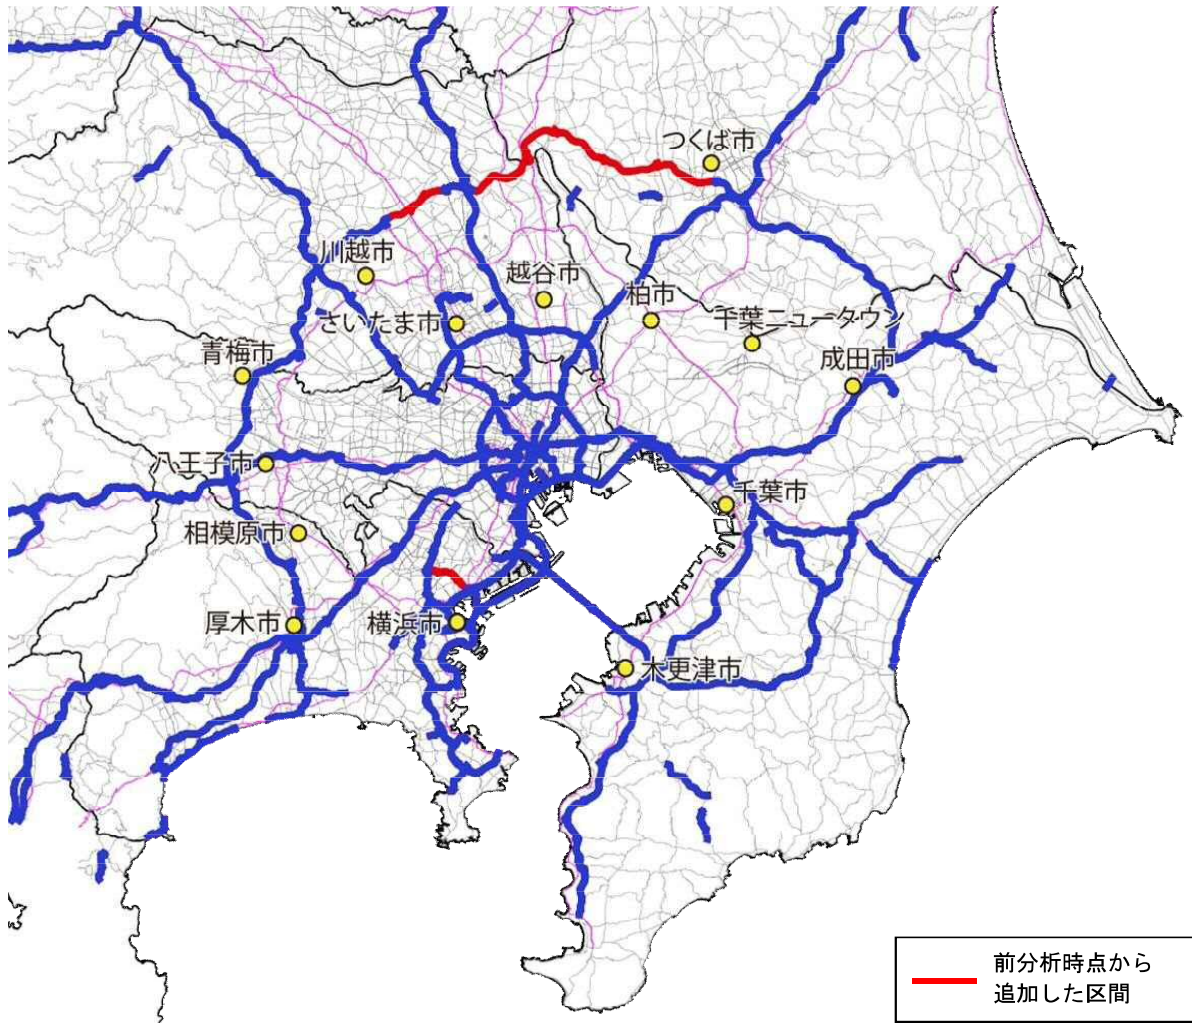 つくば市
川越市
越谷市
柏市
さいたま市
千葉ニュータウン
青梅市
成田市
八王子市
千葉市
相模原市
厚木市
横浜市
木更津市
前分析時点から
追加した区間